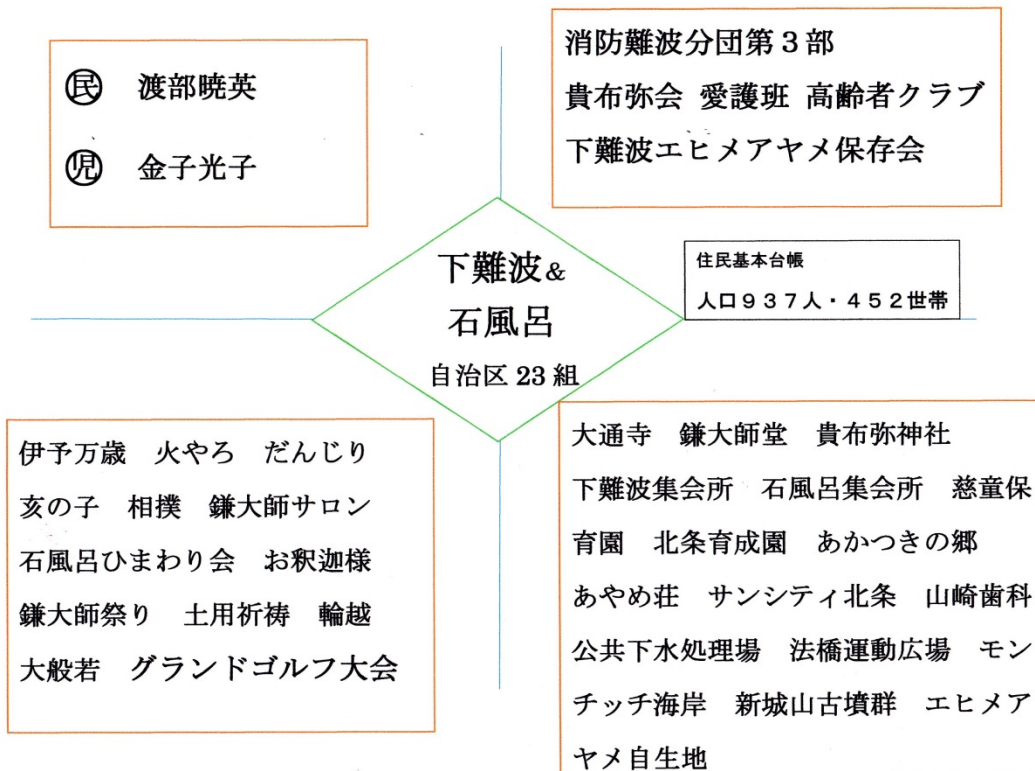 ㊓ 渡部暁英
㊙ 金子光子
消防難波分団第３部
貴布弥会 愛護班 高齢者クラブ
下難波エヒメアヤメ保存会
下難波&
石風呂
自治区 23 組
住民基本台帳
人口９３７人・４５２世帯
伊予万歳 火やろ だんじり
亥の子 相撲 鎌大師サロン
石風呂ひまわり会 お釈迦様
鎌大師祭り 土用祈祷 輪越
大般若 グランドゴルフ大会
大通寺 鎌大師堂 貴布弥神社
下難波集会所 石風呂集会所 慈童保
育園 北条育成園 あかつきの郷
あやめ荘 サンシティ北条 山崎歯科
公共下水処理場 法橋運動広場 モン
チッチ海岸 新城山古墳群 エヒメア
ヤメ自生地